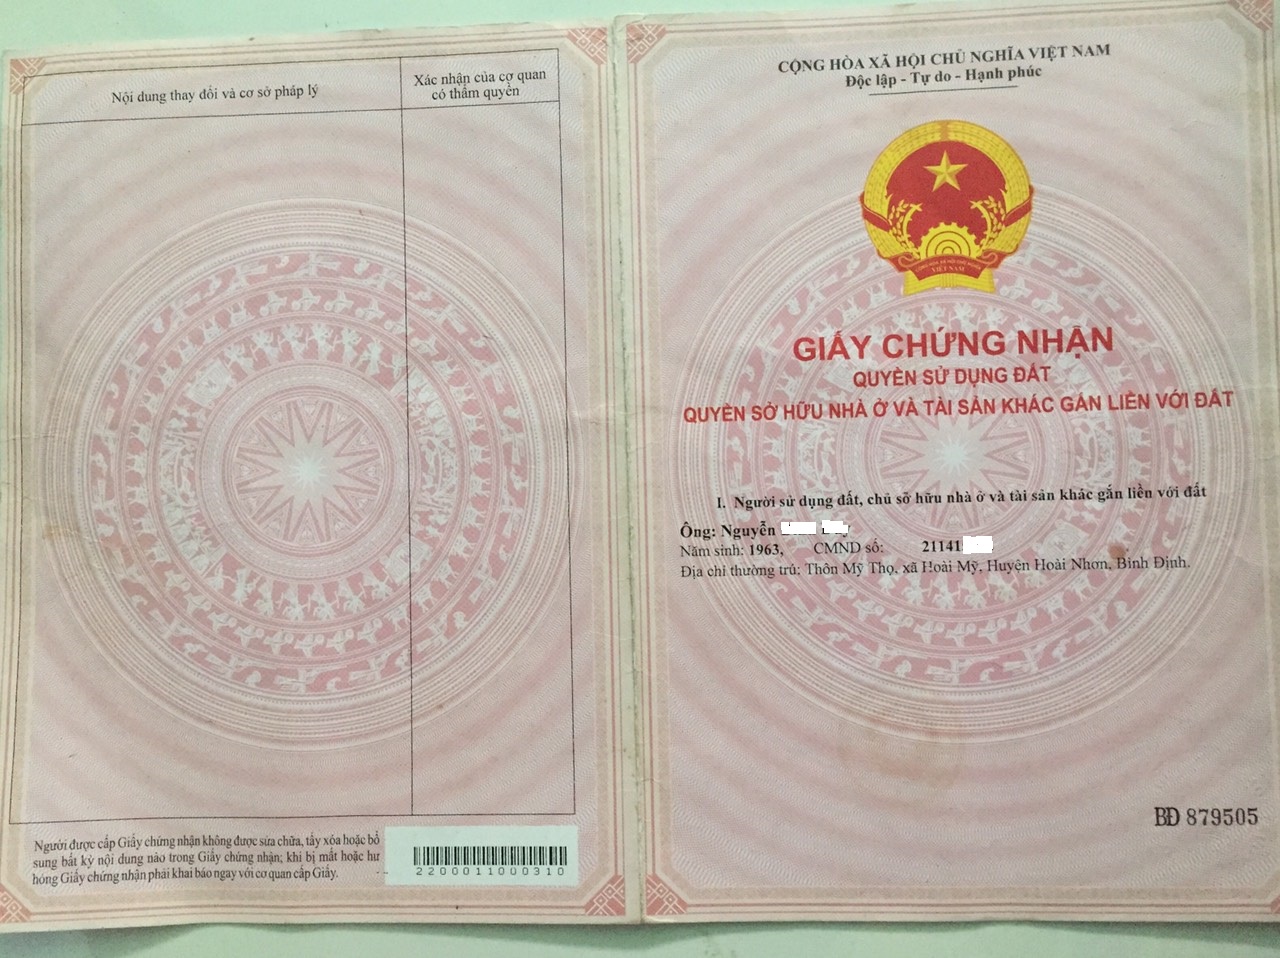 Nội dung thay đổi và cơ sở pháp lý
Xác nhận của cơ quan
có thẩm quyền
Người được cấp Giấy chứng nhận không được sửa chữa, tẩy xóa hoặc bổ
sung bất kỳ nội dung nào trong Giấy chứng nhận; khi bị mất hoặc hư
hỏng Giấy chứng nhận phải khai báo ngay với cơ quan cấp Giấy.
2200011000310
CỘNG HÒA XÃ HỘI CHỦ NGHĨA VIỆT NAM
Độc lập - Tự do - Hạnh phúc
VIỆT NAM
GIẤY CHỨNG NHẬN
QUYỀN SỬ DỤNG ĐẤT
QUYỀN SỞ HỮU NHÀ Ở VÀ TÀI SẢN KHÁC GẮN LIỀN VỚI ĐẤT
I. Người sử dụng đất, chủ sở hữu nhà ở và tài sản khác gắn liền với đất
Ông: Nguyễn
Năm sinh: 1963, CMND số: 21141
Địa chỉ thường trú: Thôn Mỹ Thọ, xã Hoài Mỹ, Huyện Hoài Nhơn, Bình Định.
BĐ 879505